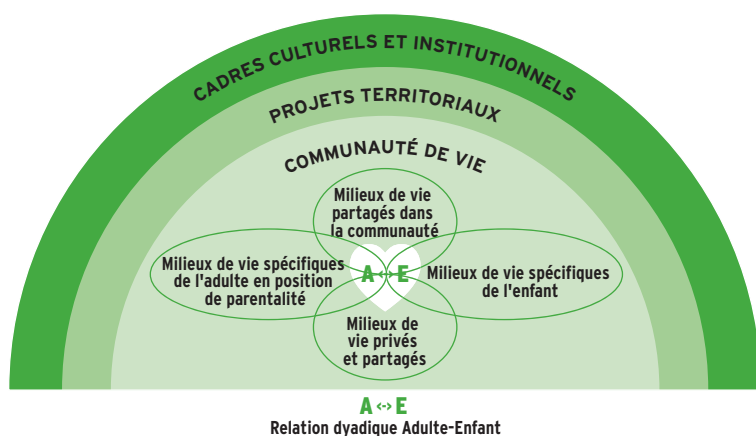 CADRES CULTURELS ET INSTITUTIONNELS
PROJETS TERRITORIAUX
COMMUNAUTÉ DE VIE
Milieux de vie
partagés dans
la communauté
Milieux de vie spécifiques
de l'adulte en position
de parentalité
A <-> E
Milieux de vie spécifiques
de l'enfant
Milieux de
vie privés
et partagés
A <-> E
Relation dyadique Adulte-Enfant